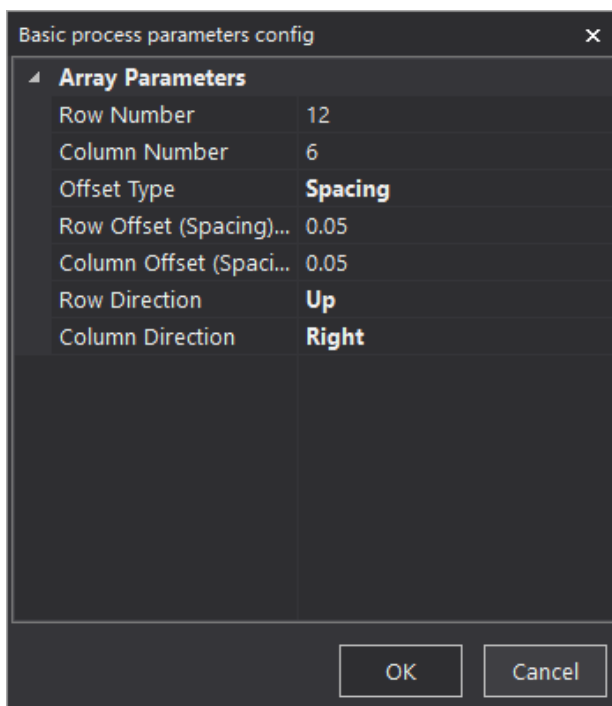 Basic process parameters config
Array Parameters
Row Number 12
Column Number 6
Offset Type Spacing
Row Offset (Spacing)... 0.05
Column Offset (Spaci... 0.05
Row Direction Up
Column Direction Right
OK Cancel